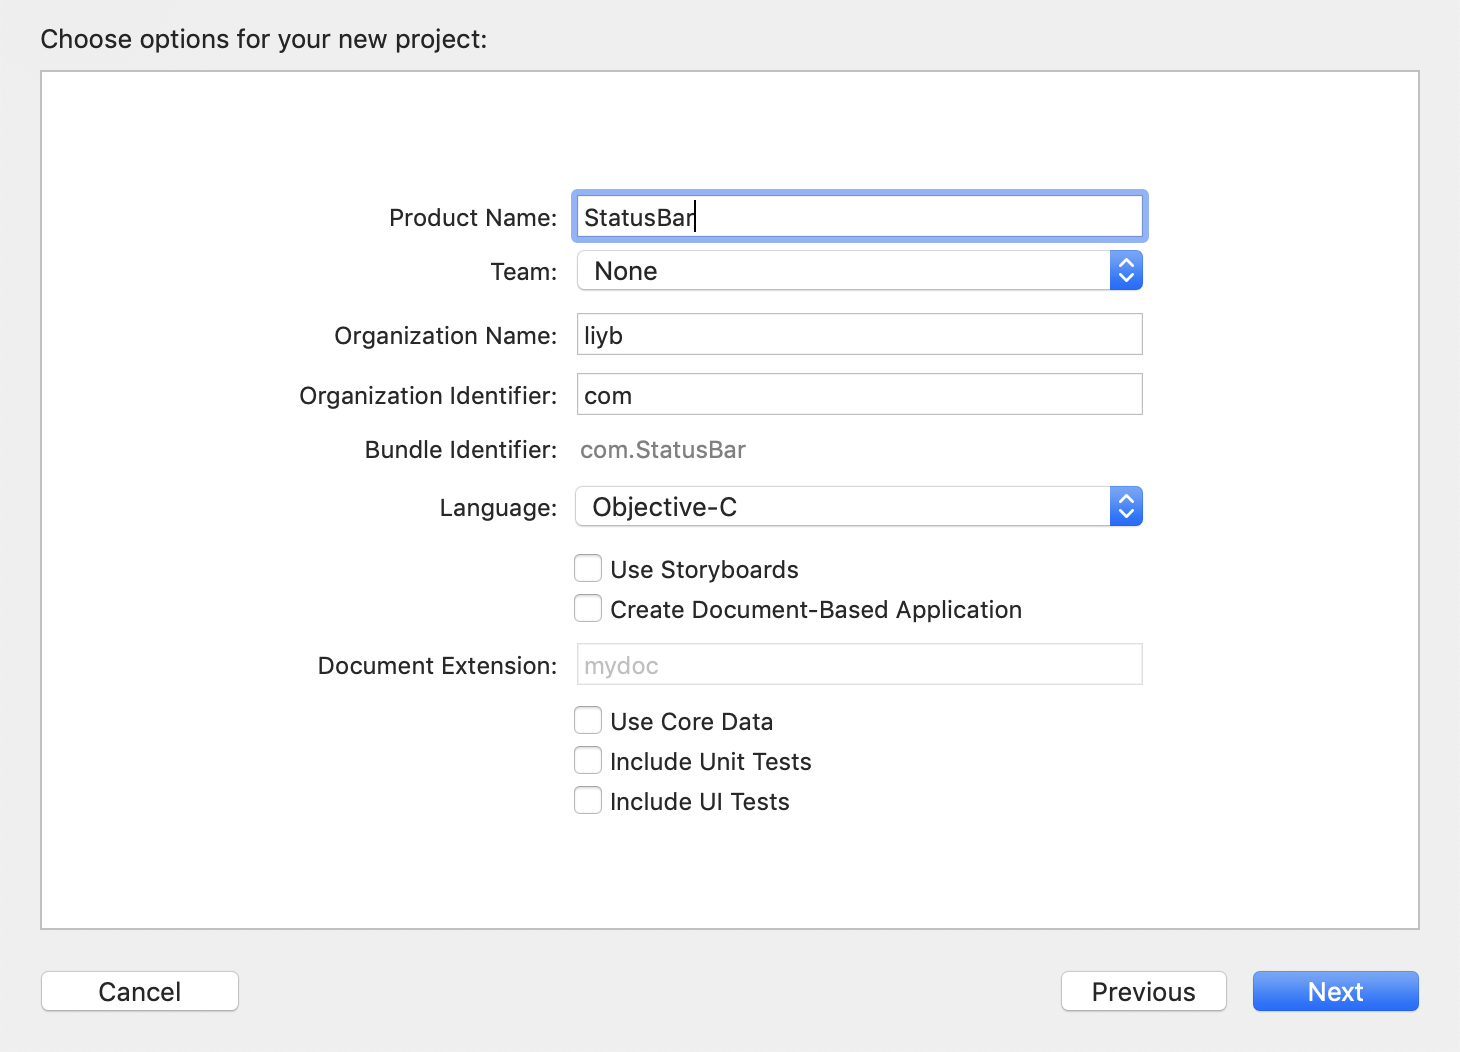 Choose options for your new project:
Product Name: StatusBar
Team: None
Organization Name: liyb
Organization Identifier: com
Bundle Identifier: com.StatusBar
Language: Objective-C
Use Storyboards
Create Document-Based Application
Document Extension: mydoc
Use Core Data
Include Unit Tests
Include UI Tests
Cancel Previous Next